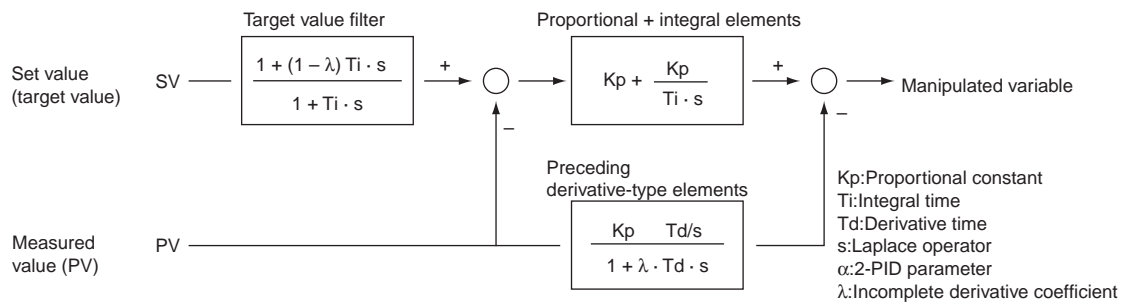 Target value filter
Proportional + integral elements
Set value
(target value)
SV
1 + (1 – λ) Ti · s
1 + Ti · s
+
–
Kp +
Kp
Ti · s
+
–
Manipulated variable
Preceding
derivative-type elements
Measured
value (PV)
PV
Kp Td/s
1 + λ · Td · s
Kp:Proportional constant
Ti:Integral time
Td:Derivative time
s:Laplace operator
α:2-PID parameter
λ:Incomplete derivative coefficient